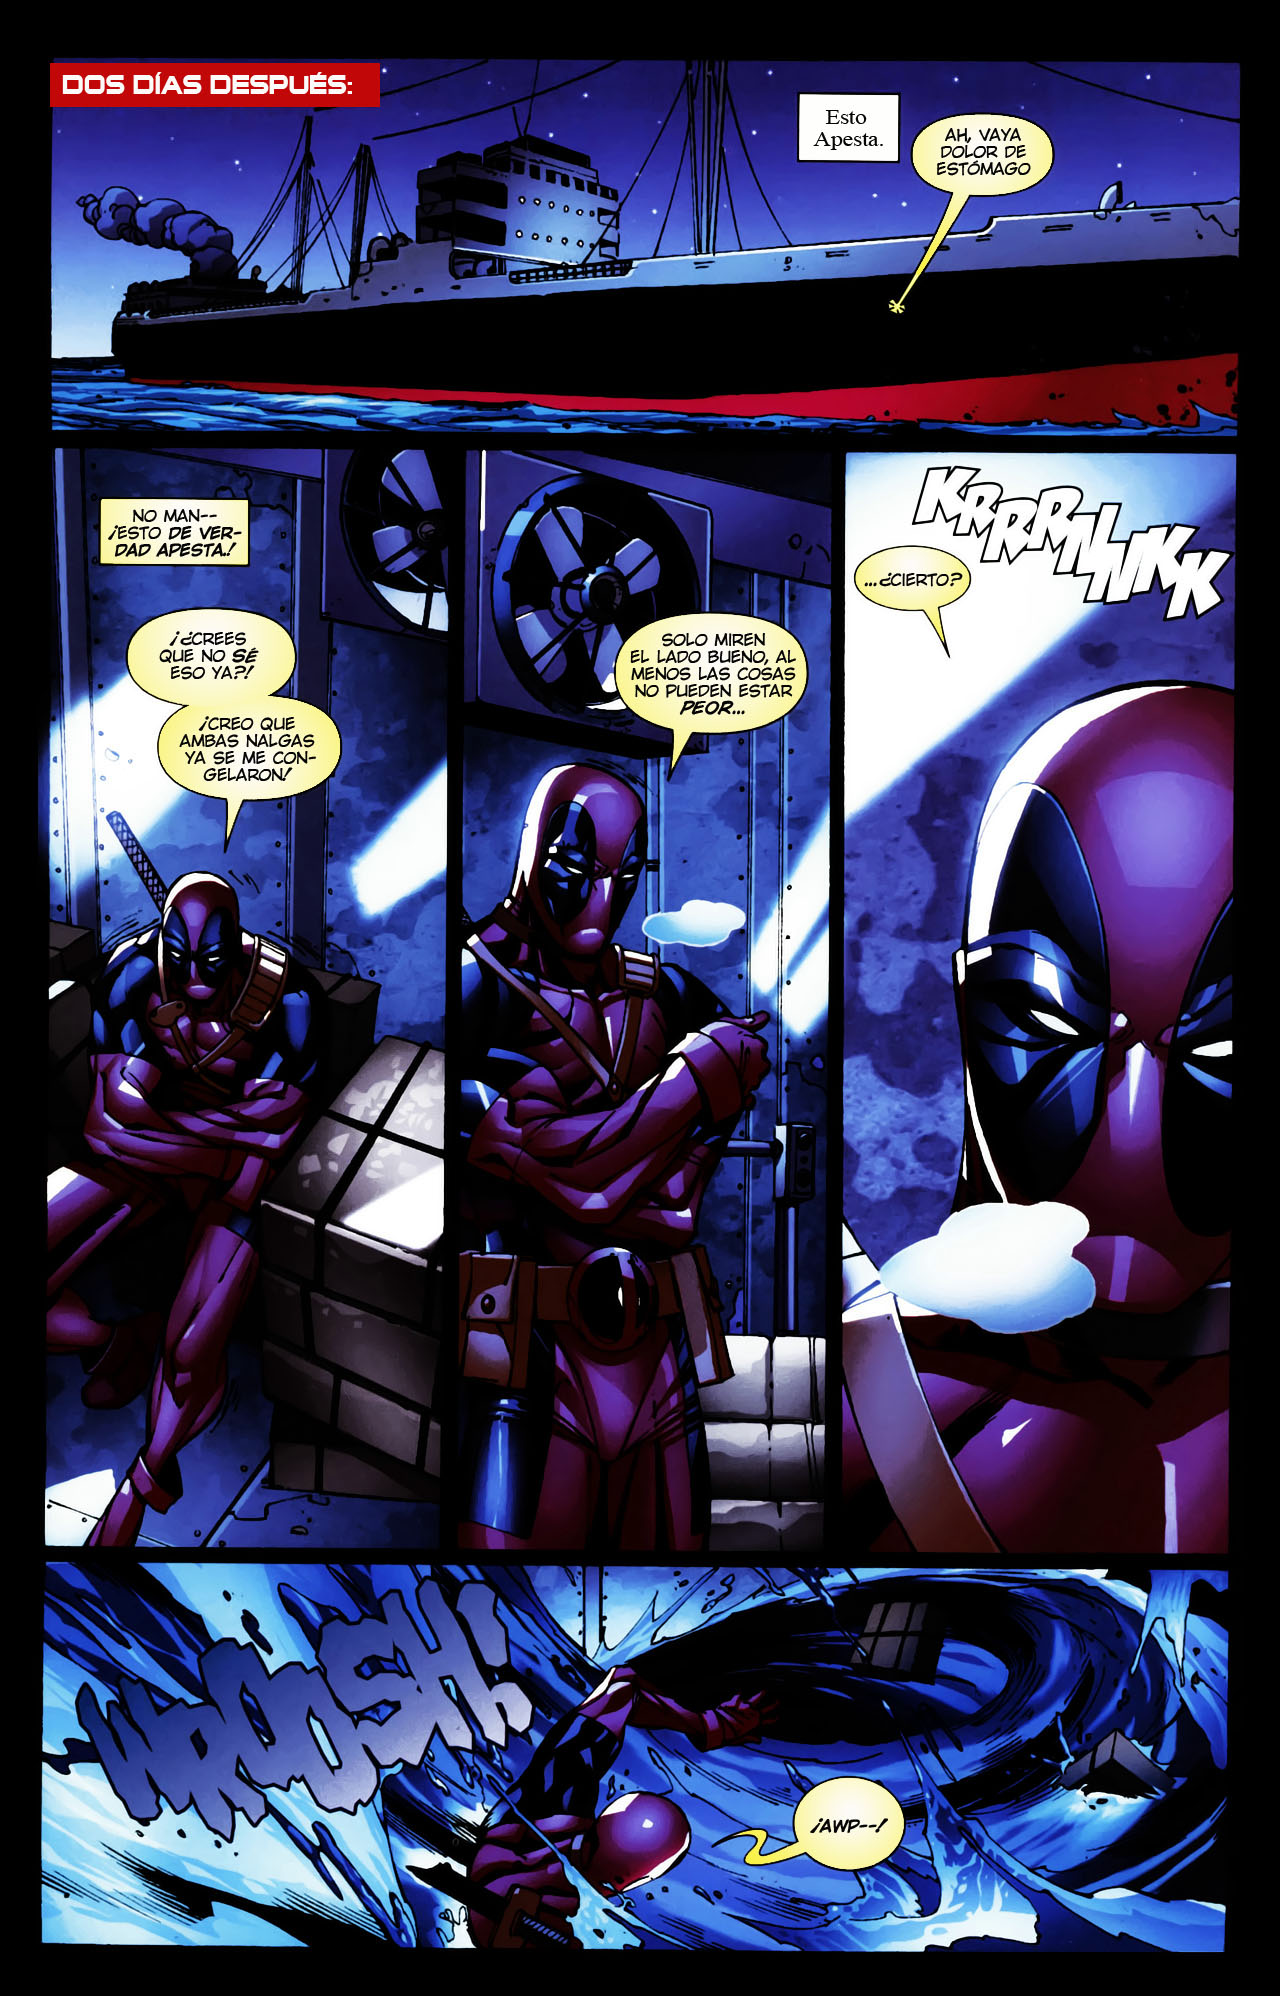 DOS DÍAS DESPUÉS:
Esto
Apesta.
AH, VAYA
DOLOR DE
ESTÓMAGO
NO MAN--
¡ESTO DE VER-
DAD APESTA!
¡¿CREES
QUE NO SÉ
ESO YA?!
¡CREO QUE
AMBAS NALGAS
YA SE ME CON-
GELARON!
SOLO MIREN
EL LADO BUENO, AL
MENOS LAS COSAS
NO PUEDEN ESTAR
PEOR...
KRRRNLNKK
...¿CIERTO?
WROOOSH!
¡AWP--!